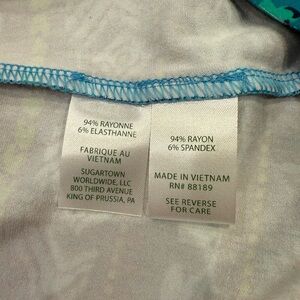 94% RAYONNE
6% ELASTHANNE
FABRIQUE AU
VIETNAM
SUGARTOWN
WORLDWIDE, LLC
800 THIRD AVENUE
KING OF PRUSSIA, PA
94% RAYON
6% SPANDEX
MADE IN VIETNAM
RN# 88189
SEE REVERSE
FOR CARE